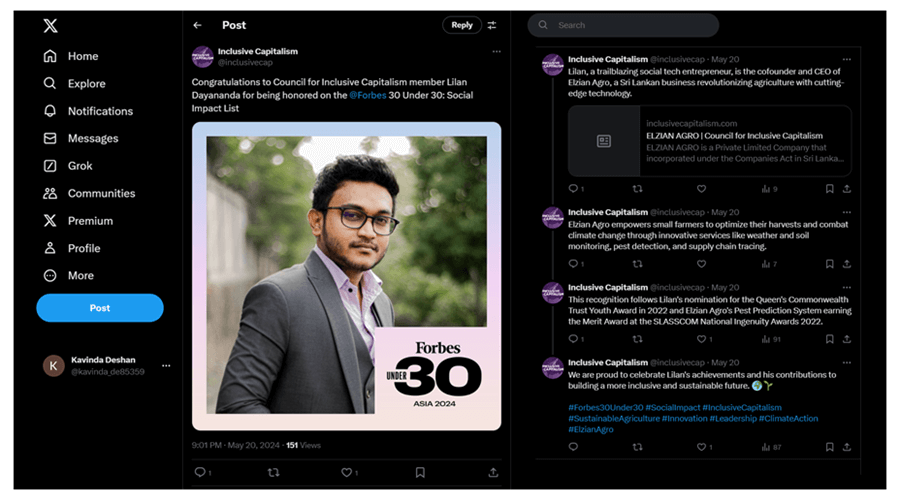 Home
Explore
Notifications
Messages
Grok
Communities
Premium
Profile
More
Post
K
Kavinda Deshan
@kavinda_de85359
Post
Reply
Inclusive Capitalism
@inclusivecap
Congratulations to Council for Inclusive Capitalism member Lilan
Dayananda for being honored on the @Forbes 30 Under 30: Social
Impact List
Forbes
UNDER 30
ASIA 2024
9:01 PM · May 20, 2024 · 151 Views
1
1
Search
Inclusive Capitalism @inclusivecap · May 20
Lilan, a trailblazing social tech entrepreneur, is the cofounder and CEO of
Elzian Agro, a Sri Lankan business revolutionizing agriculture with cutting-
edge technology.
inclusivecapitalism.com
ELZIAN AGRO | Council for Inclusive Capitalism
ELZIAN AGRO is a Private Limited Company that
incorporated under the Companies Act in Sri Lanka...
1 9
Inclusive Capitalism @inclusivecap · May 20
Elzian Agro empowers small farmers to optimize their harvests and combat
climate change through innovative services like weather and soil
monitoring, pest detection, and supply chain tracing.
1 7
Inclusive Capitalism @inclusivecap · May 20
This recognition follows Lilan's nomination for the Queen's Commonwealth
Trust Youth Award in 2022 and Elzian Agro's Pest Prediction System earning
the Merit Award at the SLASSCOM National Ingenuity Awards 2022.
1 1 91
Inclusive Capitalism @inclusivecap · May 20
We are proud to celebrate Lilan's achievements and his contributions to
building a more inclusive and sustainable future. 🌍🌱
#Forbes30Under30 #SocialImpact #InclusiveCapitalism
#SustainableAgriculture #Innovation #Leadership #ClimateAction
#ElzianAgro
1 87